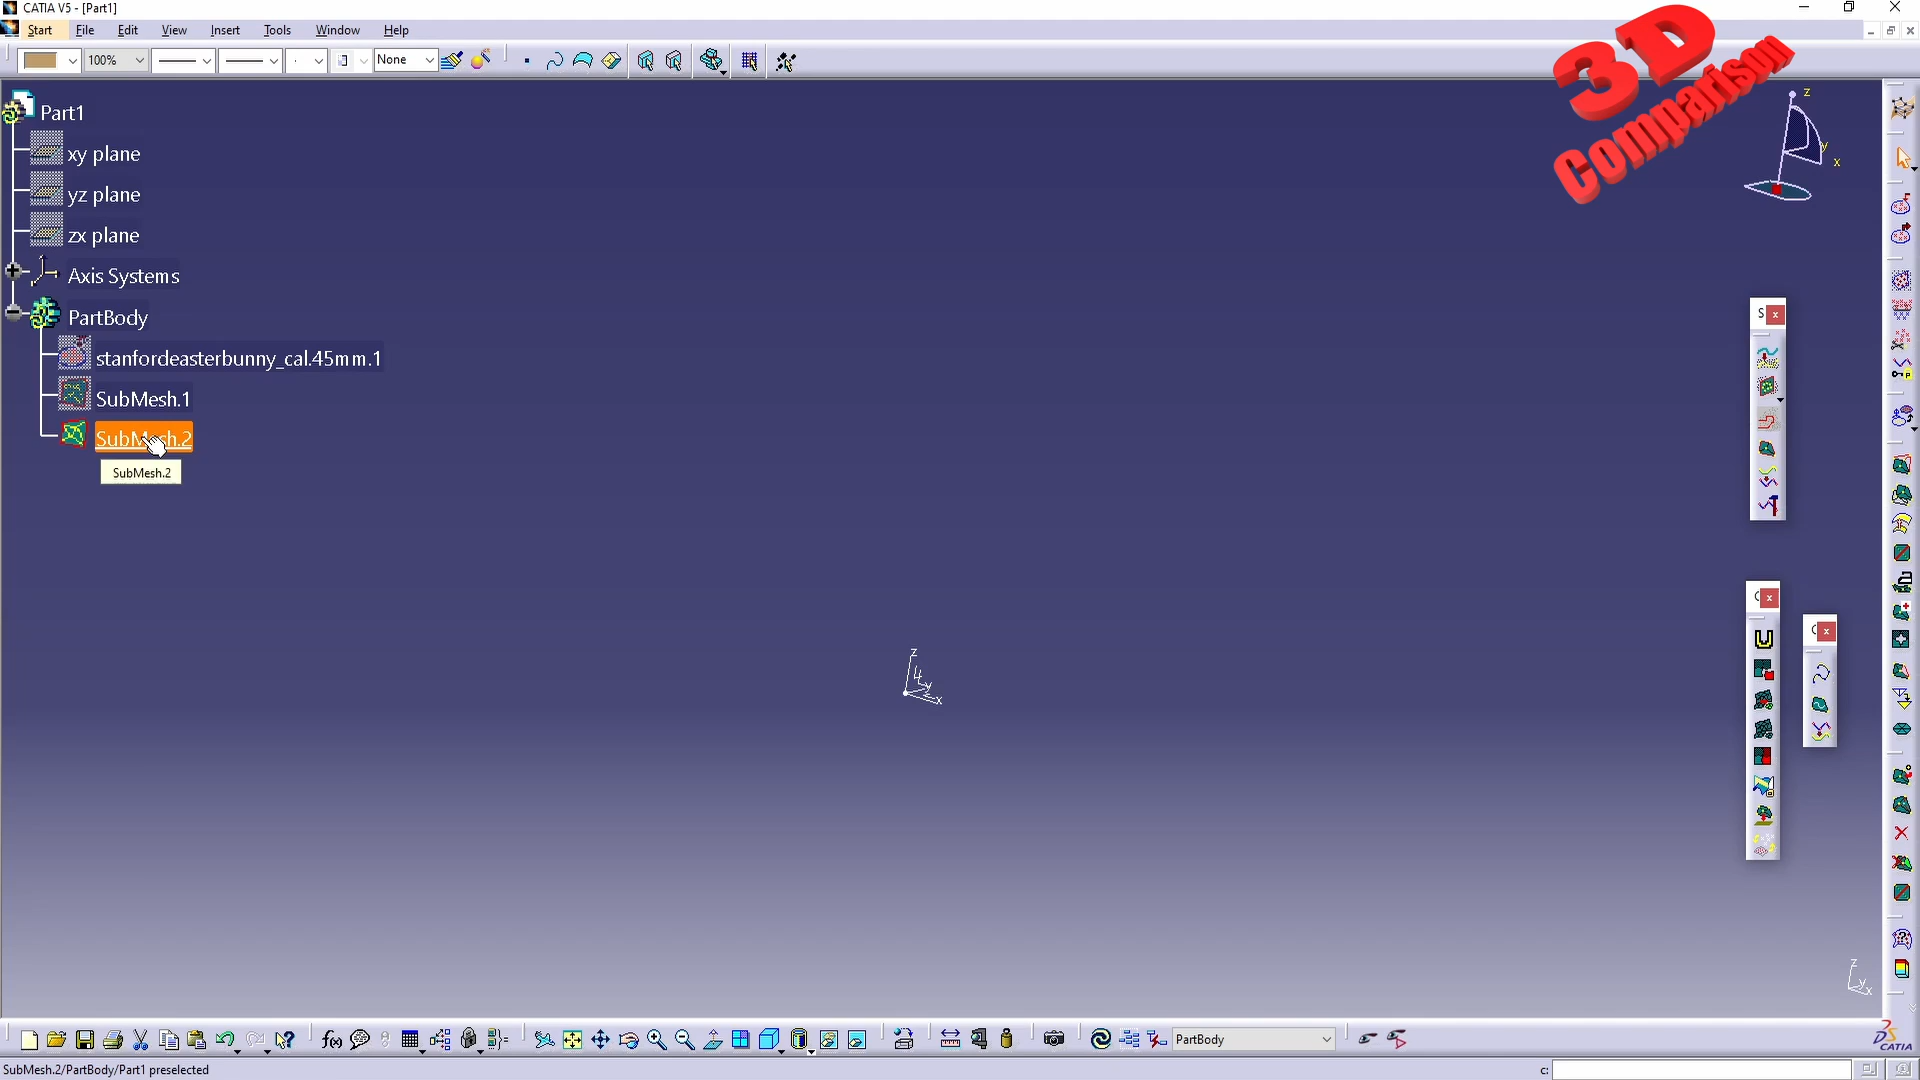 CATIA V5 - [Part1]
Start File Edit View Insert Tools Window Help
100% None
3D
Comparison
Part1
xy plane
yz plane
zx plane
Axis Systems
PartBody
stanfordeasterbunny_cal.45mm.1
SubMesh.1
SubMesh.2
SubMesh.2
z
y
x
S
z
y
x
z
y
x
PartBody
CATIA
SubMesh.2/PartBody/Part1 preselected
c: